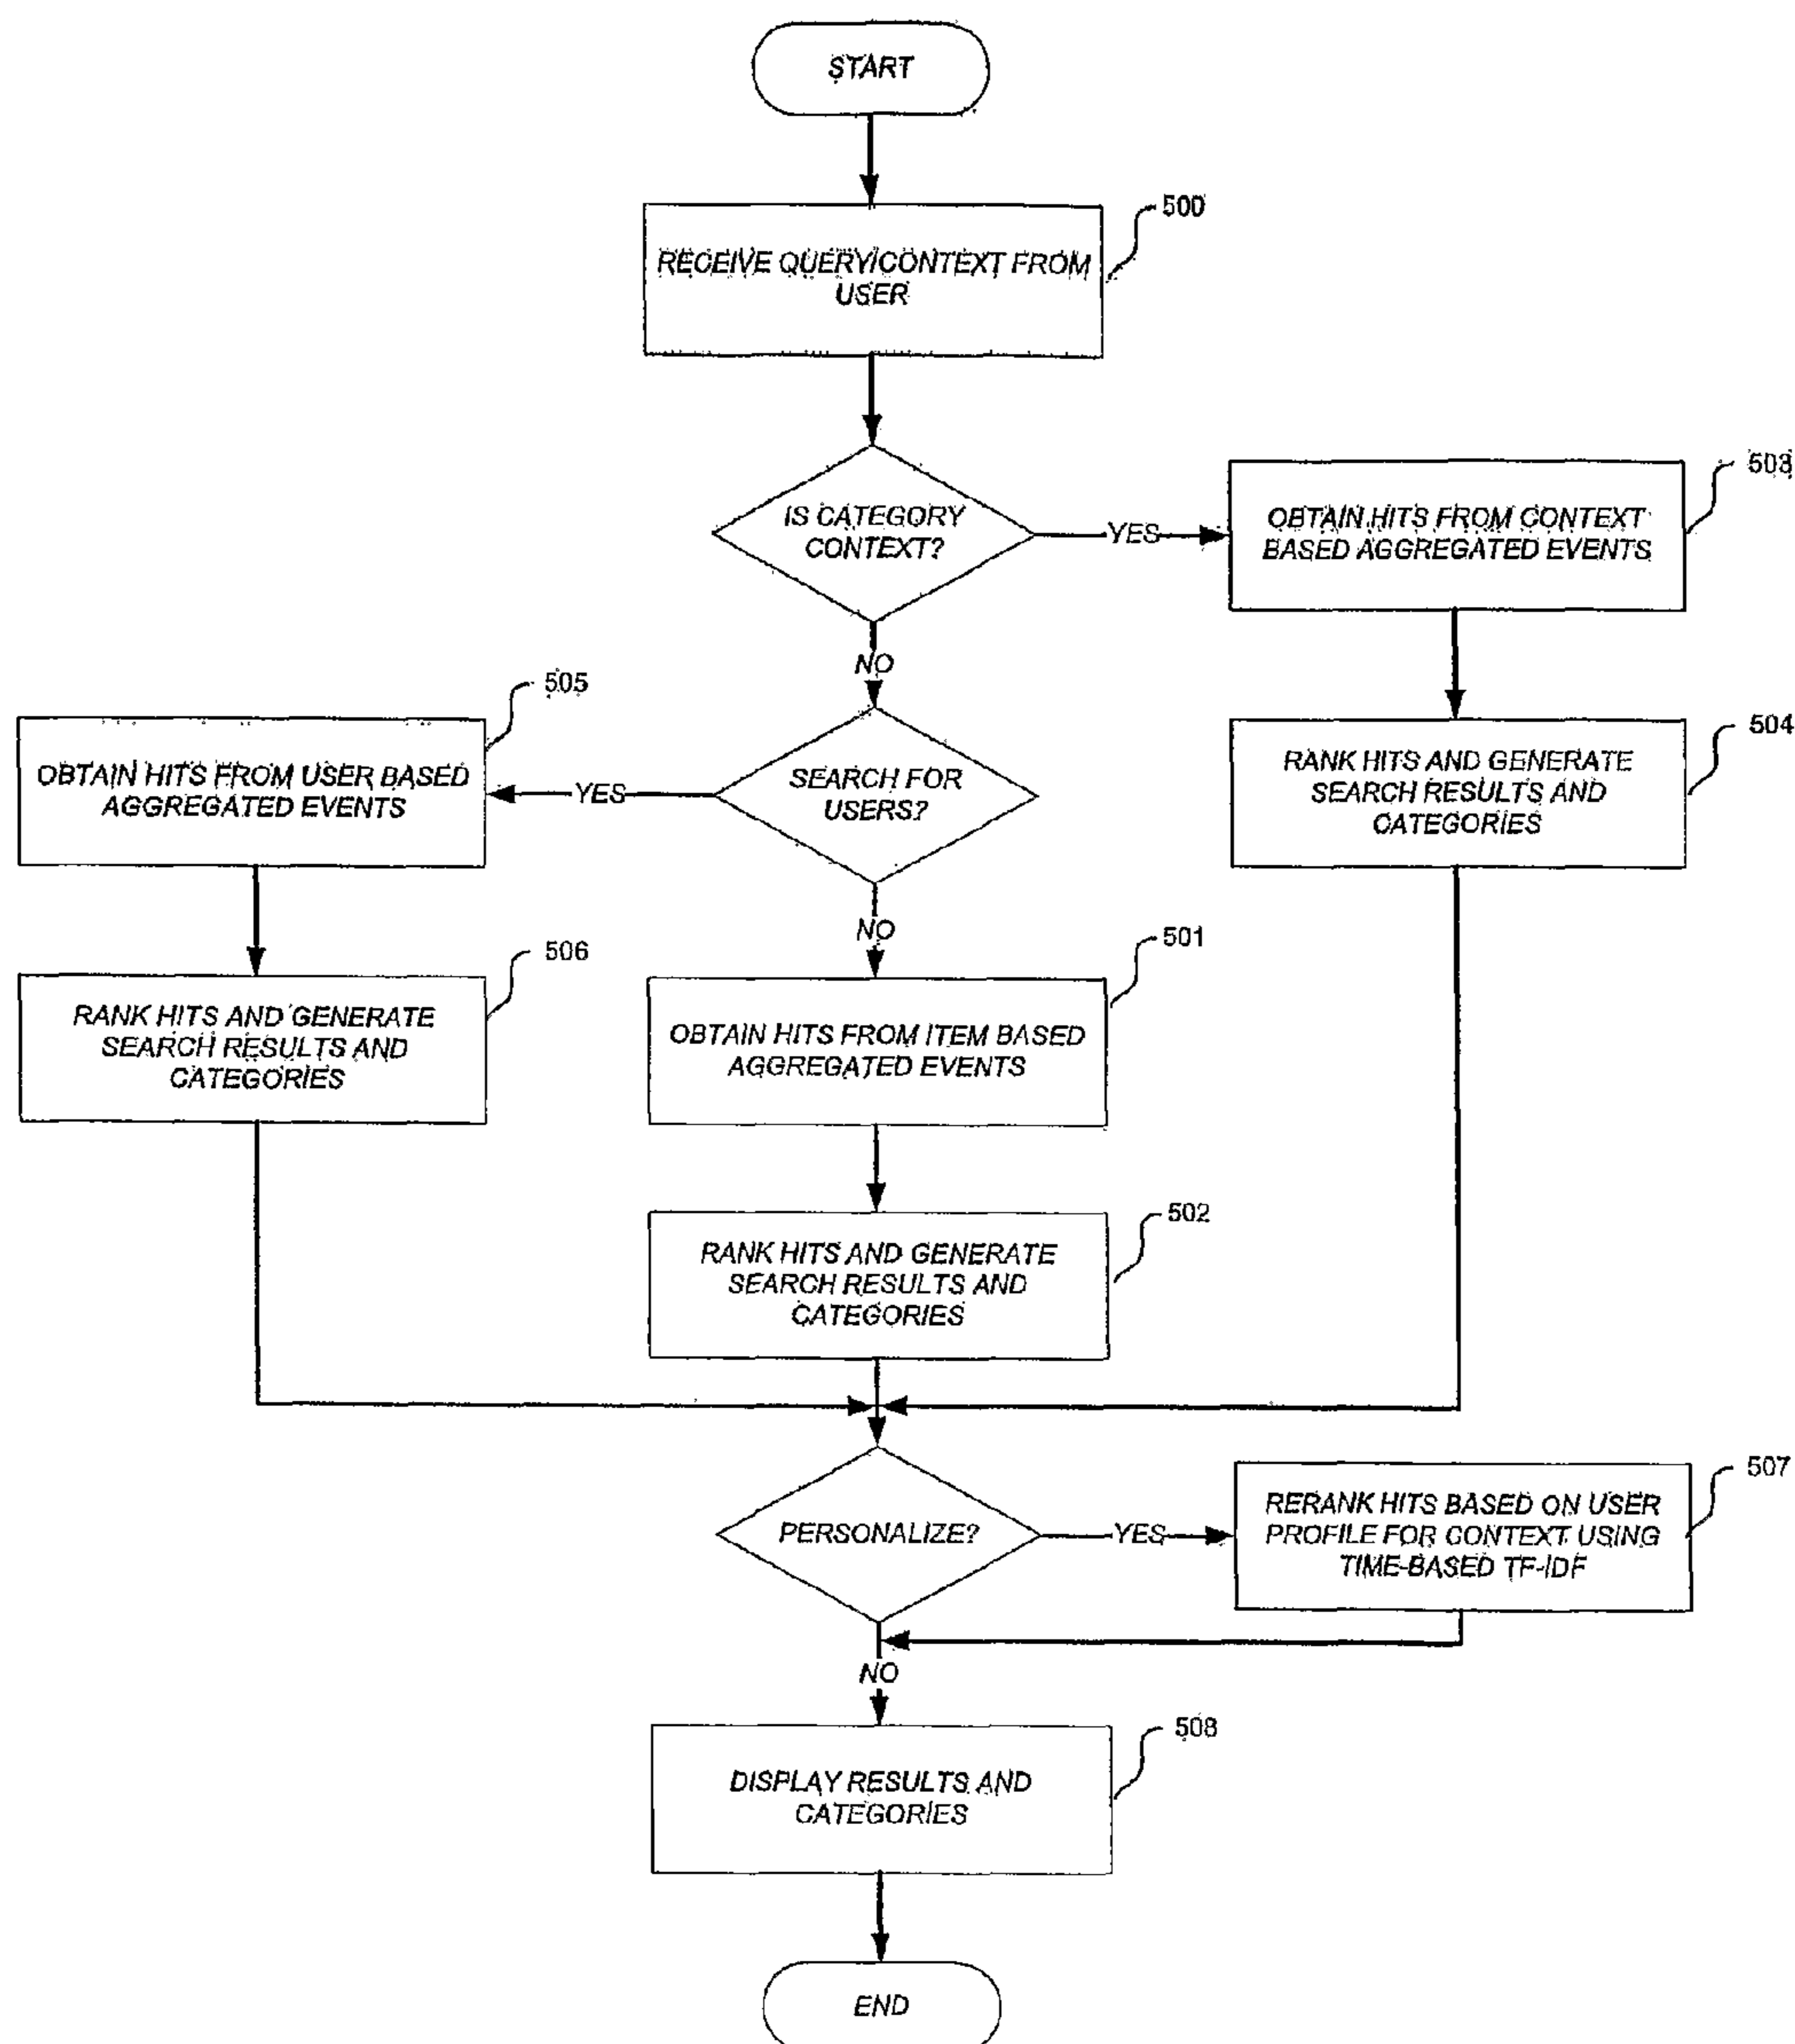 START
500
RECEIVE QUERY/CONTEXT FROM
USER
IS CATEGORY
CONTEXT?
YES
503
OBTAIN HITS FROM CONTEXT
BASED AGGREGATED EVENTS
NO
505
OBTAIN HITS FROM USER BASED
AGGREGATED EVENTS
YES
SEARCH FOR
USERS?
504
RANK HITS AND GENERATE
SEARCH RESULTS AND
CATEGORIES
NO
506
RANK HITS AND GENERATE
SEARCH RESULTS AND
CATEGORIES
501
OBTAIN HITS FROM ITEM BASED
AGGREGATED EVENTS
502
RANK HITS AND GENERATE
SEARCH RESULTS AND
CATEGORIES
PERSONALIZE?
YES
507
RERANK HITS BASED ON USER
PROFILE FOR CONTEXT USING
TIME-BASED TF-IDF
NO
508
DISPLAY RESULTS AND
CATEGORIES
END